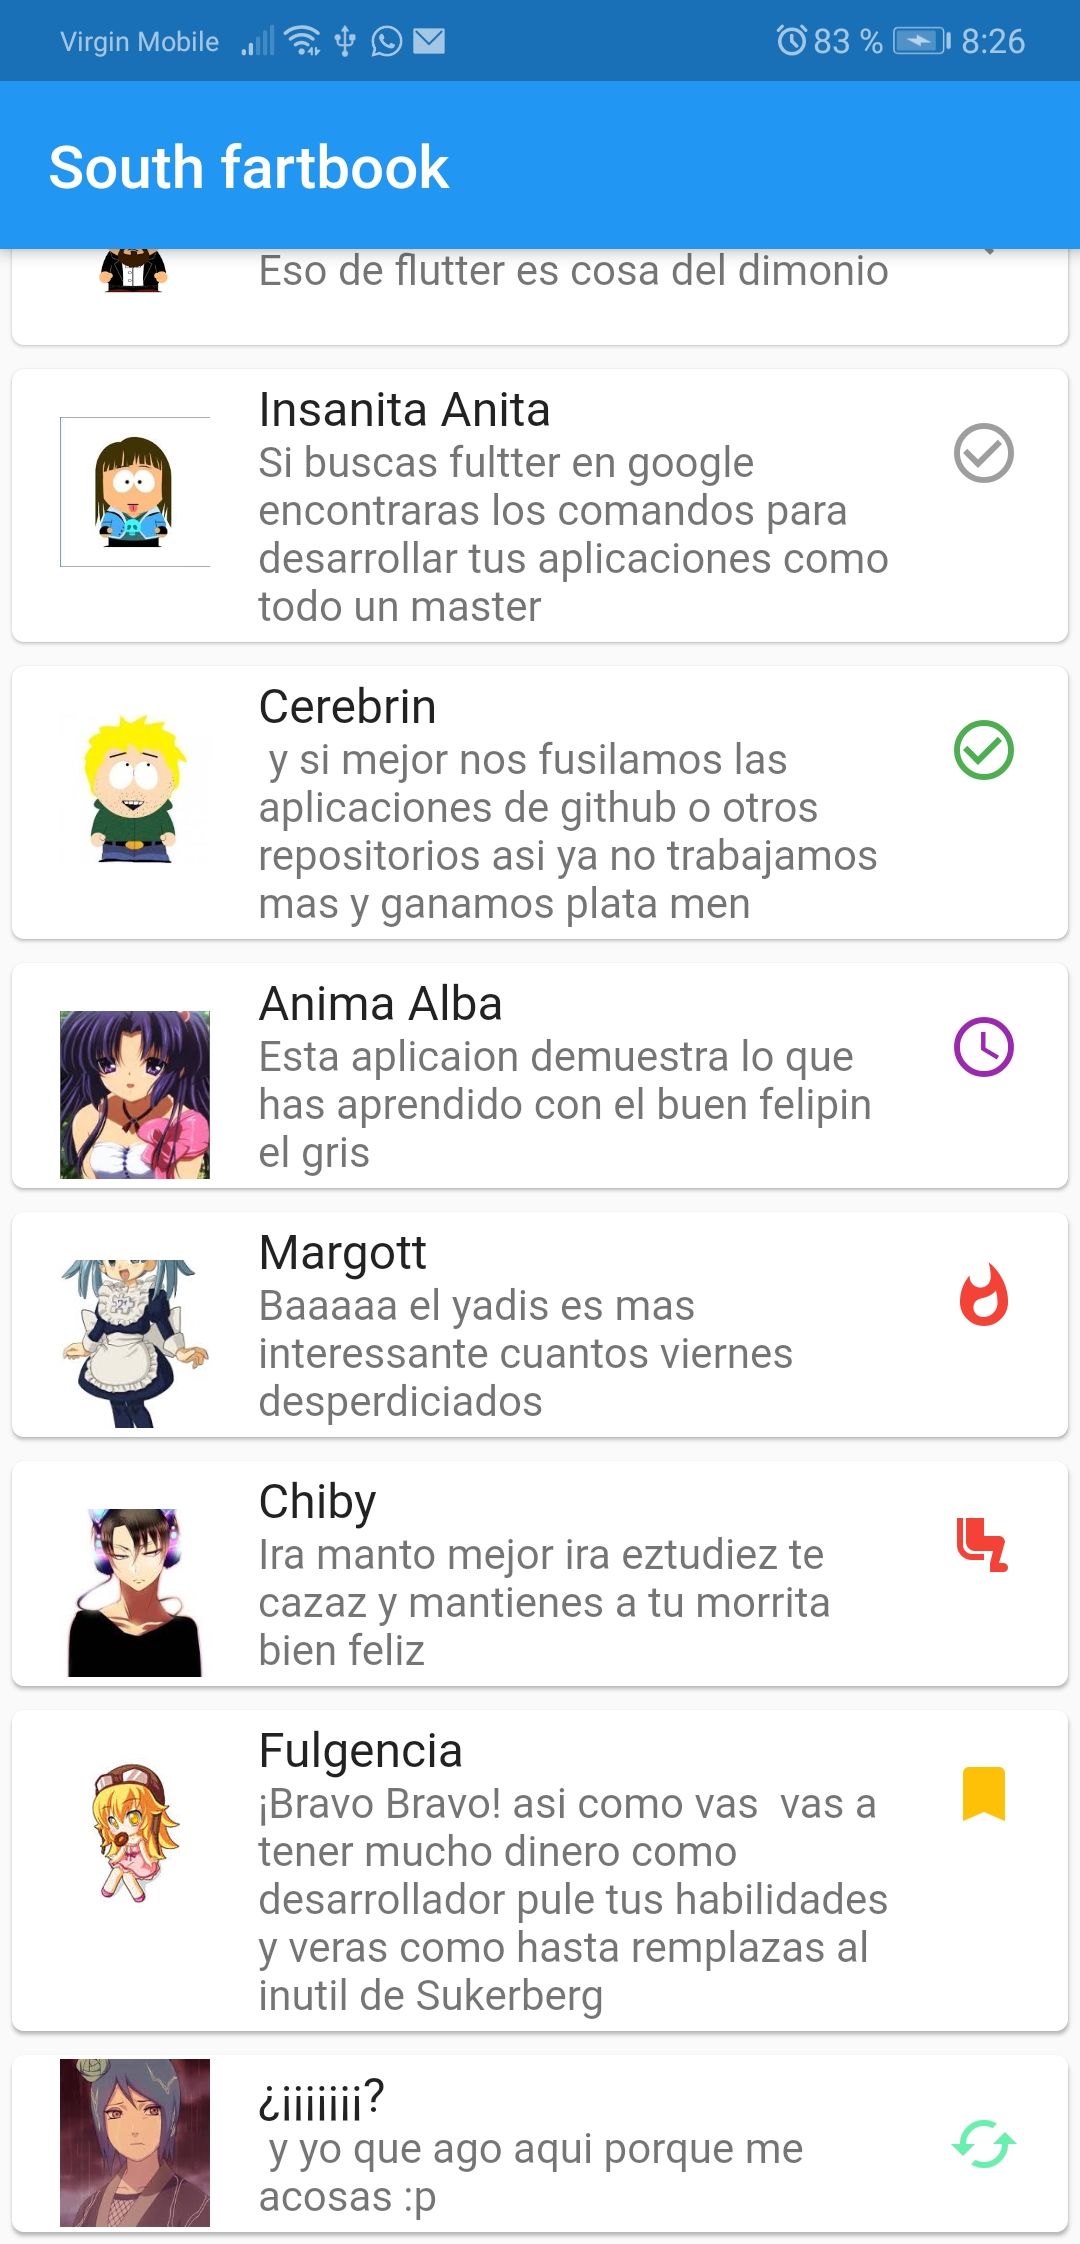 Virgin Mobile 83 % 8:26
South fartbook
Eso de flutter es cosa del dimonio
Insanita Anita
Si buscas fultter en google
encontraras los comandos para
desarrollar tus aplicaciones como
todo un master
Cerebrin
y si mejor nos fusilamos las
aplicaciones de github o otros
repositorios asi ya no trabajamos
mas y ganamos plata men
Anima Alba
Esta aplicaion demuestra lo que
has aprendido con el buen felipin
el gris
Margott
Baaaaa el yadis es mas
interessante cuantos viernes
desperdiciados
Chiby
Ira manto mejor ira eztudiez te
cazaz y mantienes a tu morrita
bien feliz
Fulgencia
¡Bravo Bravo! asi como vas  vas a
tener mucho dinero como
desarrollador pule tus habilidades
y veras como hasta remplazas al
inutil de Sukerberg
¿¡¡¡¡¡¡¡?
y yo que ago aqui porque me
acosas :p